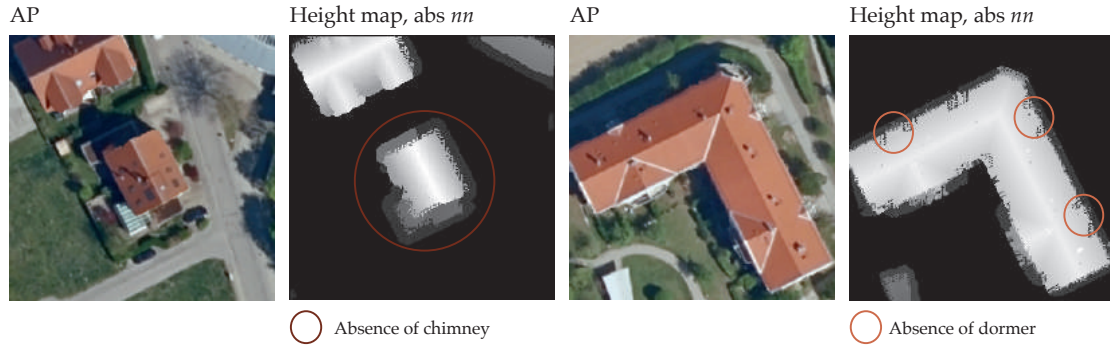 AP
Height map, abs nn
AP
Height map, abs nn
Absence of chimney
Absence of dormer